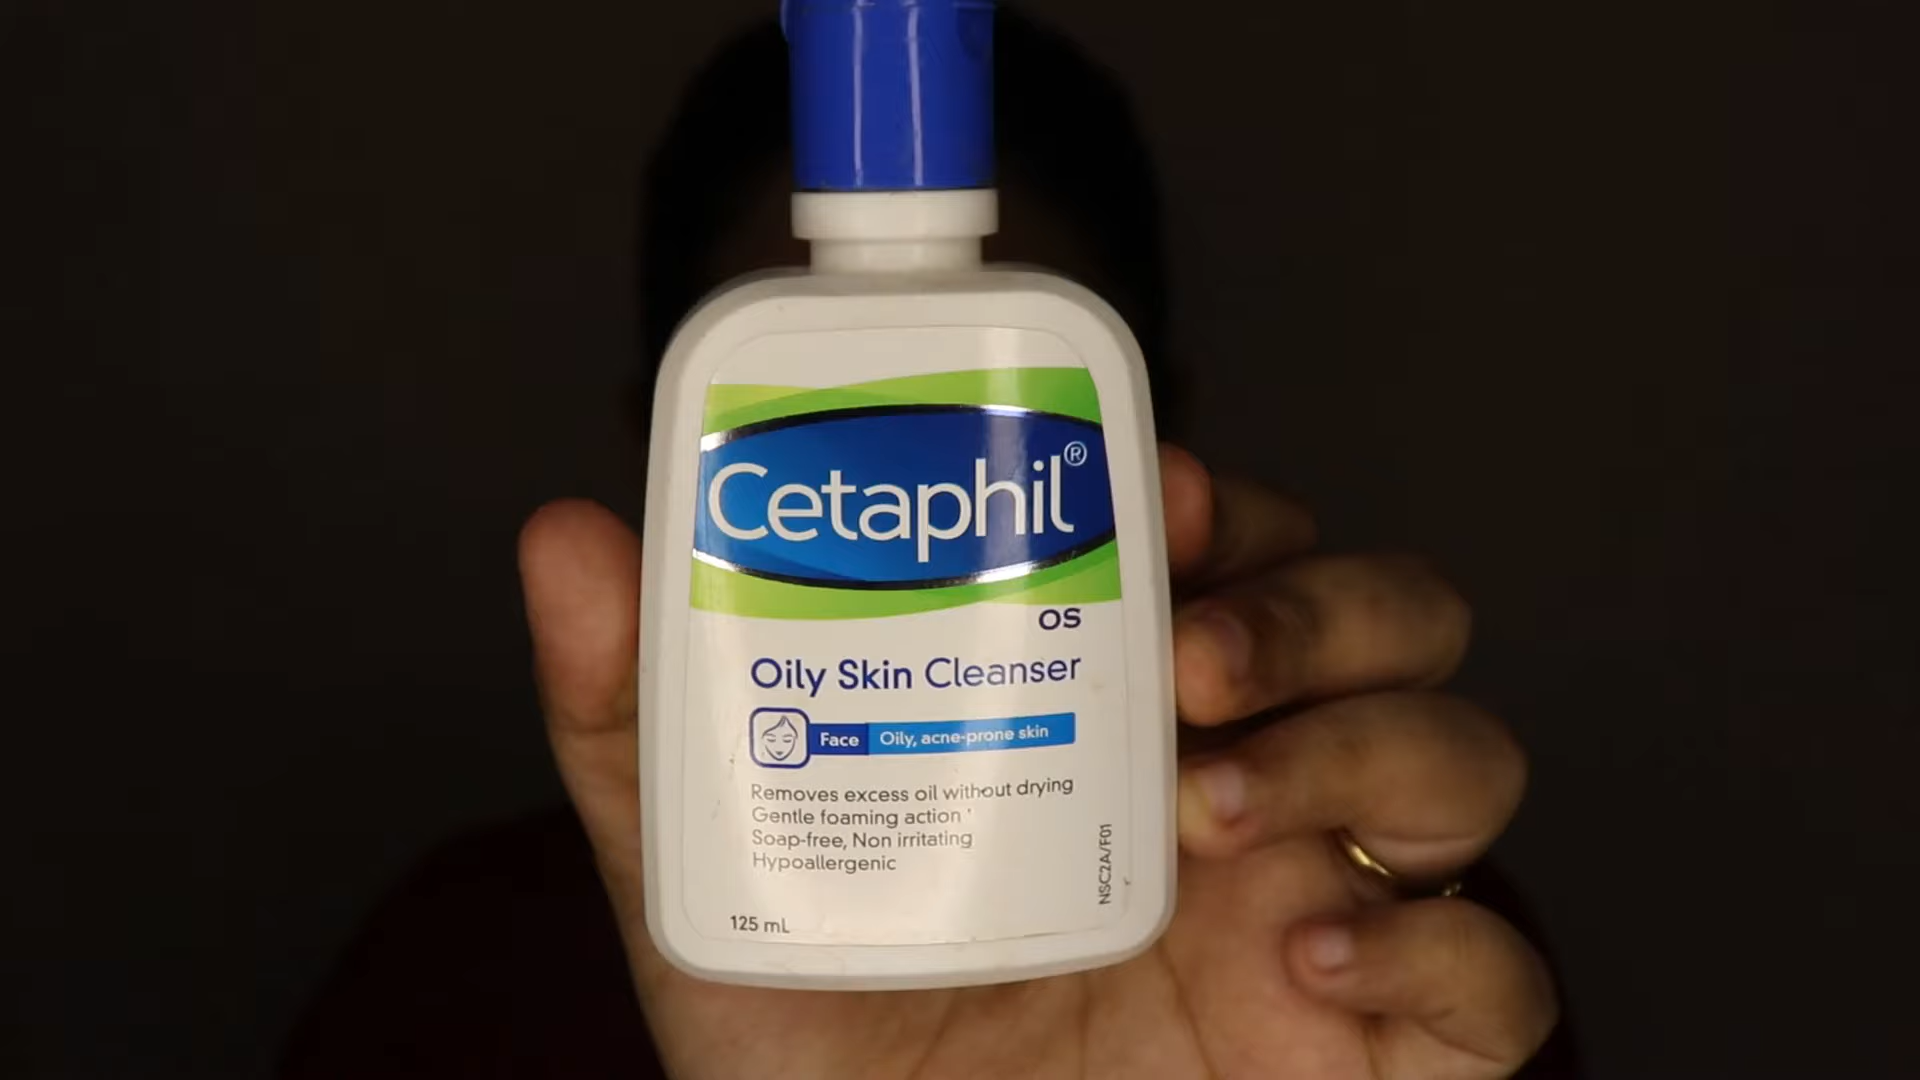 Cetaphil®
OS
Oily Skin Cleanser
Face Oily, acne-prone skin
Removes excess oil without drying
Gentle foaming action
Soap-free, Non irritating
Hypoallergenic
125 mL
NSC2A/F01